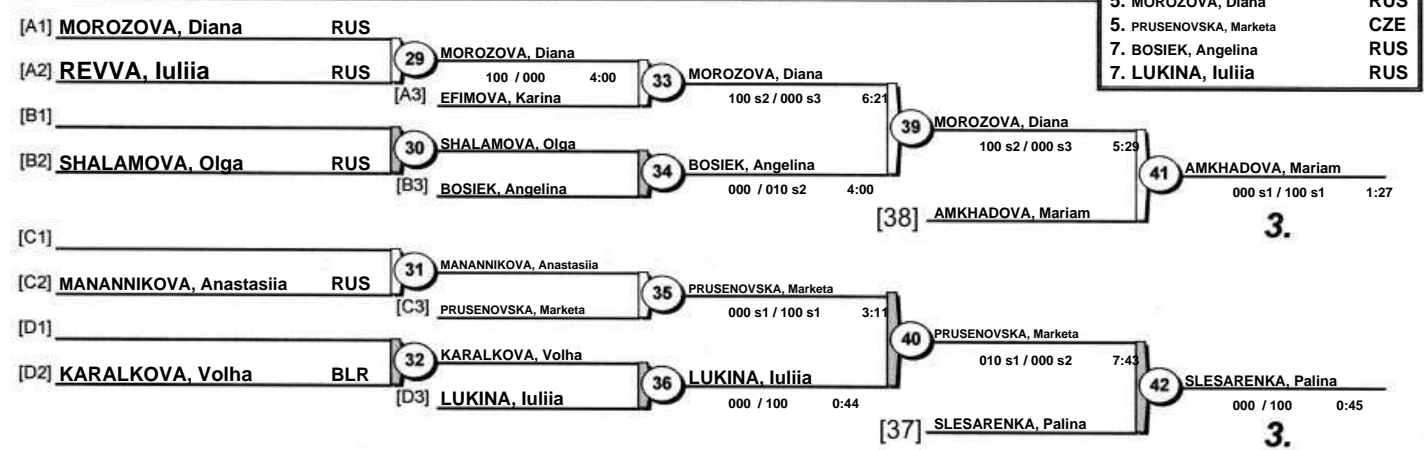 5. MOROZOVA, Diana RUS
5. PRUSENOVSKA, Marketa CZE
7. BOSIEK, Angelina RUS
7. LUKINA, Iuliia RUS
[A1] MOROZOVA, Diana RUS
[A2] REVVA, Iuliia RUS
29
MOROZOVA, Diana
100 / 000 4:00
[A3] EFIMOVA, Karina
33
MOROZOVA, Diana
100 s2 / 000 s3 6:21
[B1]
[B2] SHALAMOVA, Olga RUS
30
SHALAMOVA, Olga
[B3] BOSIEK, Angelina
34
BOSIEK, Angelina
000 / 010 s2 4:00
39
MOROZOVA, Diana
100 s2 / 000 s3 5:29
[38] AMKHADOVA, Mariam
41
AMKHADOVA, Mariam
000 s1 / 100 s1 1:27
3.
[C1]
[C2] MANANNIKOVA, Anastasiia RUS
31
MANANNIKOVA, Anastasiia
[C3] PRUSENOVSKA, Marketa
35
PRUSENOVSKA, Marketa
000 s1 / 100 s1 3:11
[D1]
[D2] KARALKOVA, Volha BLR
32
KARALKOVA, Volha
[D3] LUKINA, Iuliia
36
LUKINA, Iuliia
000 / 100 0:44
40
PRUSENOVSKA, Marketa
010 s1 / 000 s2 7:43
[37] SLESARENKA, Palina
42
SLESARENKA, Palina
000 / 100 0:45
3.